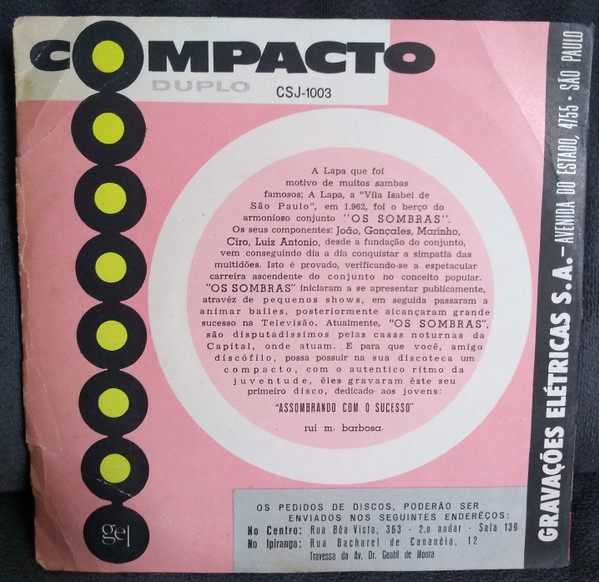 COMPACTO
DUPLO
CSJ-1003
A Lapa que foi
motivo de muitos sambas
famosos; A Lapa, a "Vila Isabel de
São Paulo", em 1.962, foi o berço do
armonioso conjunto "OS SOMBRAS".
Os seus componentes: João, Gonçales, Marinho,
Ciro, Luiz Antonio, desde a fundação do conjunto,
vem conseguindo dia a dia conquistar a simpatia das
multidões. Isto é provado, verificando-se a espetacular
carreira ascendente do conjunto no conceito popular.
"OS SOMBRAS" iniciaram a se apresentar publicamente,
atravéz de pequenos shows, em seguida passaram a
animar bailes, posteriormente alcançaram grande
sucesso na Televisão. Atualmente, "OS SOMBRAS",
são disputadissimos pelas casas noturnas da
Capital, onde atuam. E para que você, amigo
discófilo, possa possuir na sua discoteca um
compacto, com o autentico rítmo da
juventude, êles gravaram êste seu
primeiro disco, dedicado aos jovens:
"ASSOMBRANDO COM O SUCESSO"
rui m. barbosa
GRAVAÇÕES ELÉTRICAS S.A. – AVENIDA DO ESTADO, 4755 • SÃO PAULO
gel
OS PEDIDOS DE DISCOS, PODERÃO SER
ENVIADOS NOS SEGUINTES ENDERÊÇOS:
No Centro: Rua Bôa Vista, 363 - 2.o andar - Sala 139
No Ipiranga: Rua Bacharel de Cananéia, 12
Travessa da Av. Dr. Gentil de Moura